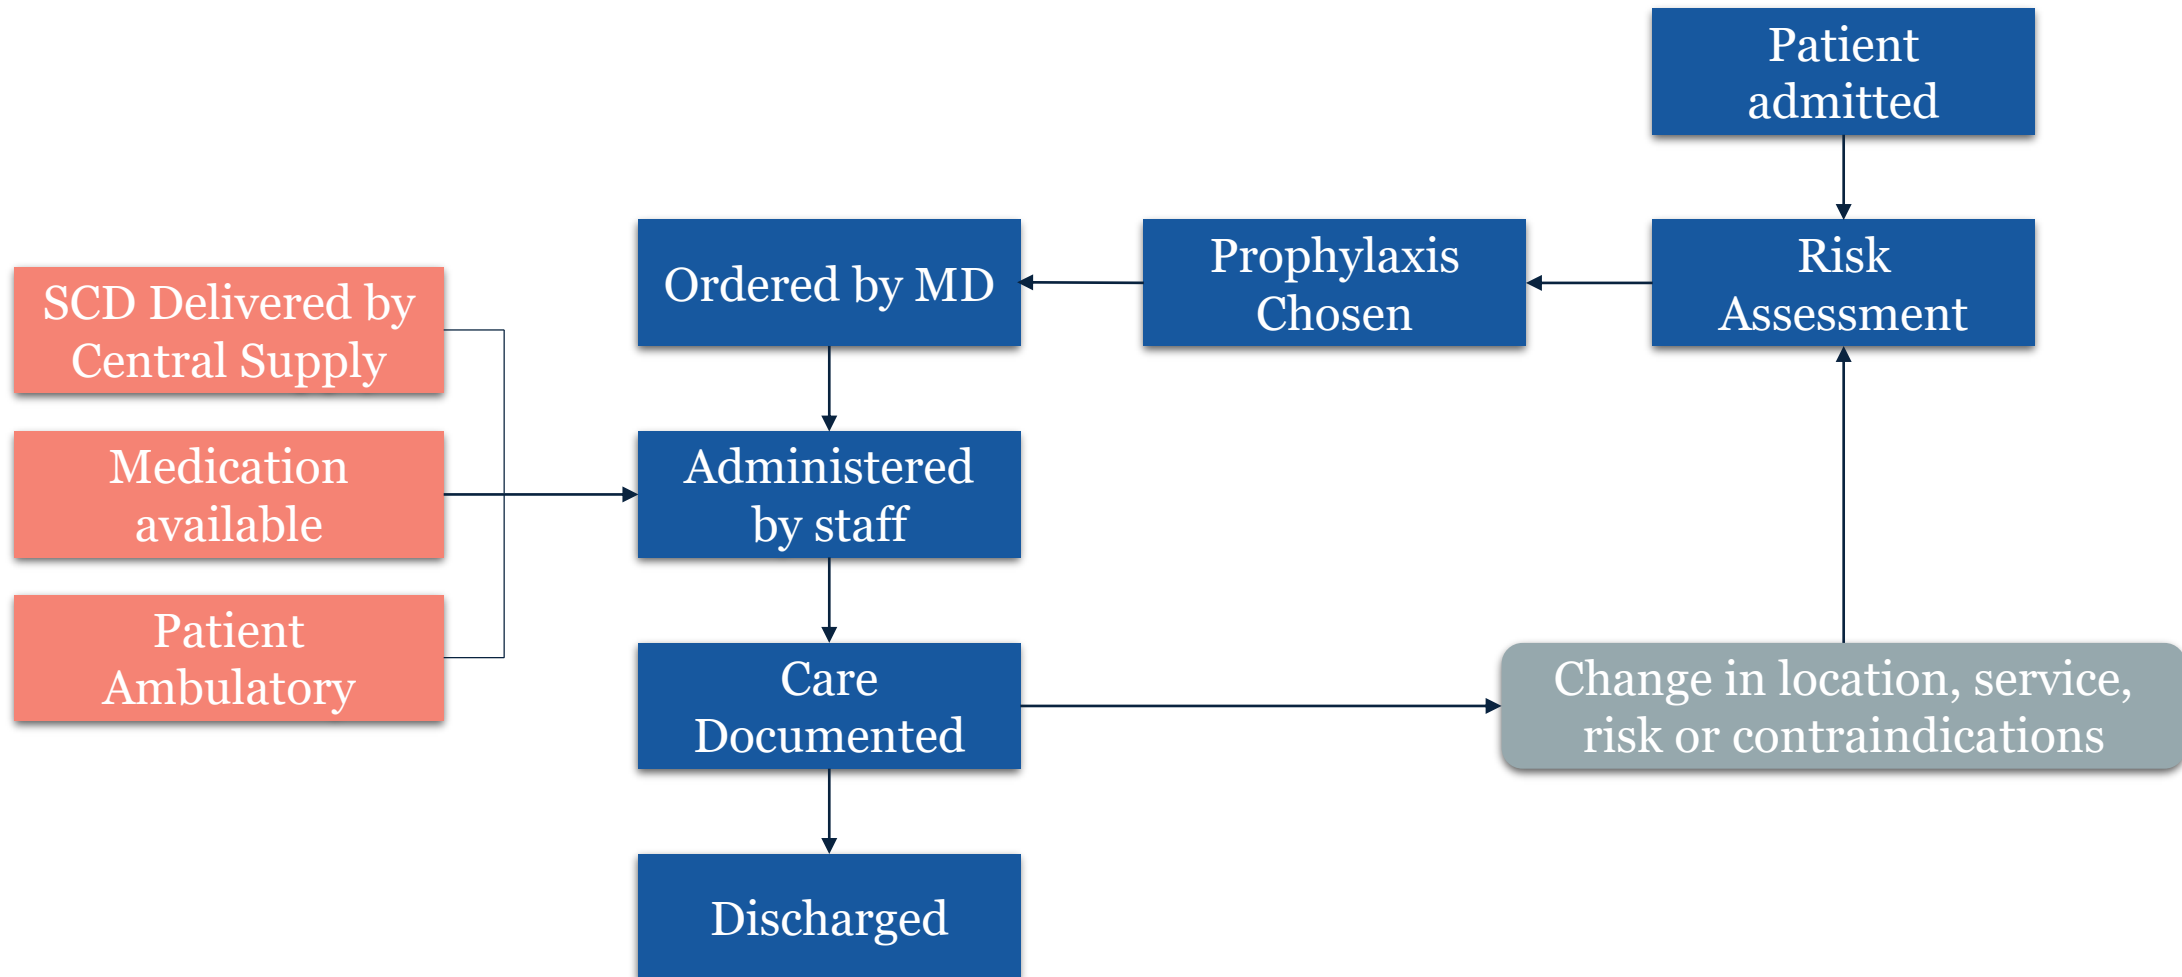 Patient
admitted
Risk
Assessment
Prophylaxis
Chosen
Ordered by MD
SCD Delivered by
Central Supply
Medication
available
Patient
Ambulatory
Administered
by staff
Care
Documented
Change in location, service,
risk or contraindications
Discharged